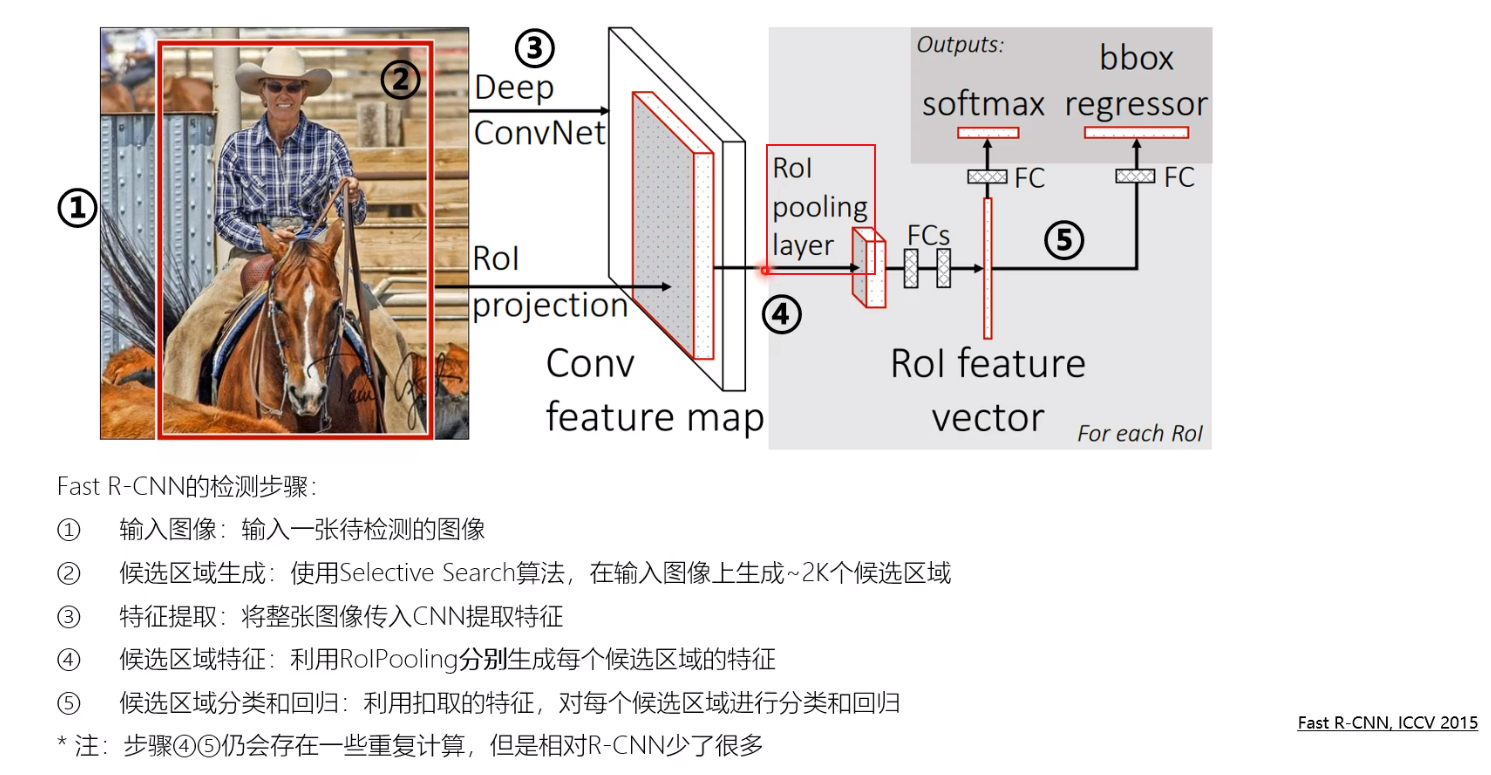 ①
②
③
Deep
ConvNet
RoI
projection
Conv
feature map
RoI
pooling
layer
④
FCs
⑤
Outputs:
softmax
bbox
regressor
FC
FC
RoI feature
vector
For each RoI
Fast R-CNN的检测步骤:
① 输入图像:输入一张待检测的图像
② 候选区域生成:使用Selective Search算法,在输入图像上生成~2K个候选区域
③ 特征提取:将整张图像传入CNN提取特征
④ 候选区域特征:利用RoIPooling分别生成每个候选区域的特征
⑤ 候选区域分类和回归:利用扣取的特征,对每个候选区域进行分类和回归
* 注:步骤④⑤仍会存在一些重复计算,但是相对R-CNN少了很多
Fast R-CNN, ICCV 2015